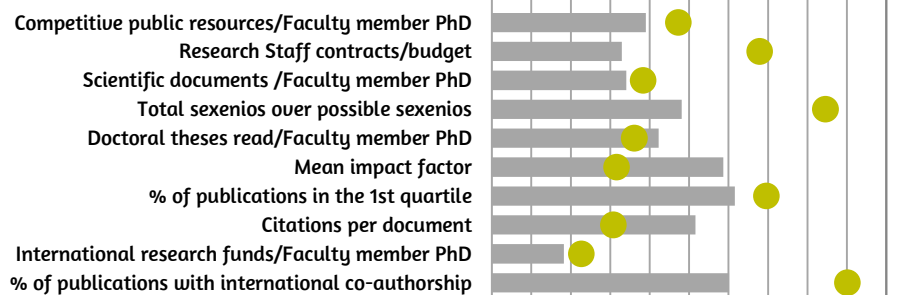 Competitive public resources/Faculty member PhD
Research Staff contracts/budget
Scientific documents /Faculty member PhD
Total sexenios over possible sexenios
Doctoral theses read/Faculty member PhD
Mean impact factor
% of publications in the 1st quartile
Citations per document
International research funds/Faculty member PhD
% of publications with international co-authorship